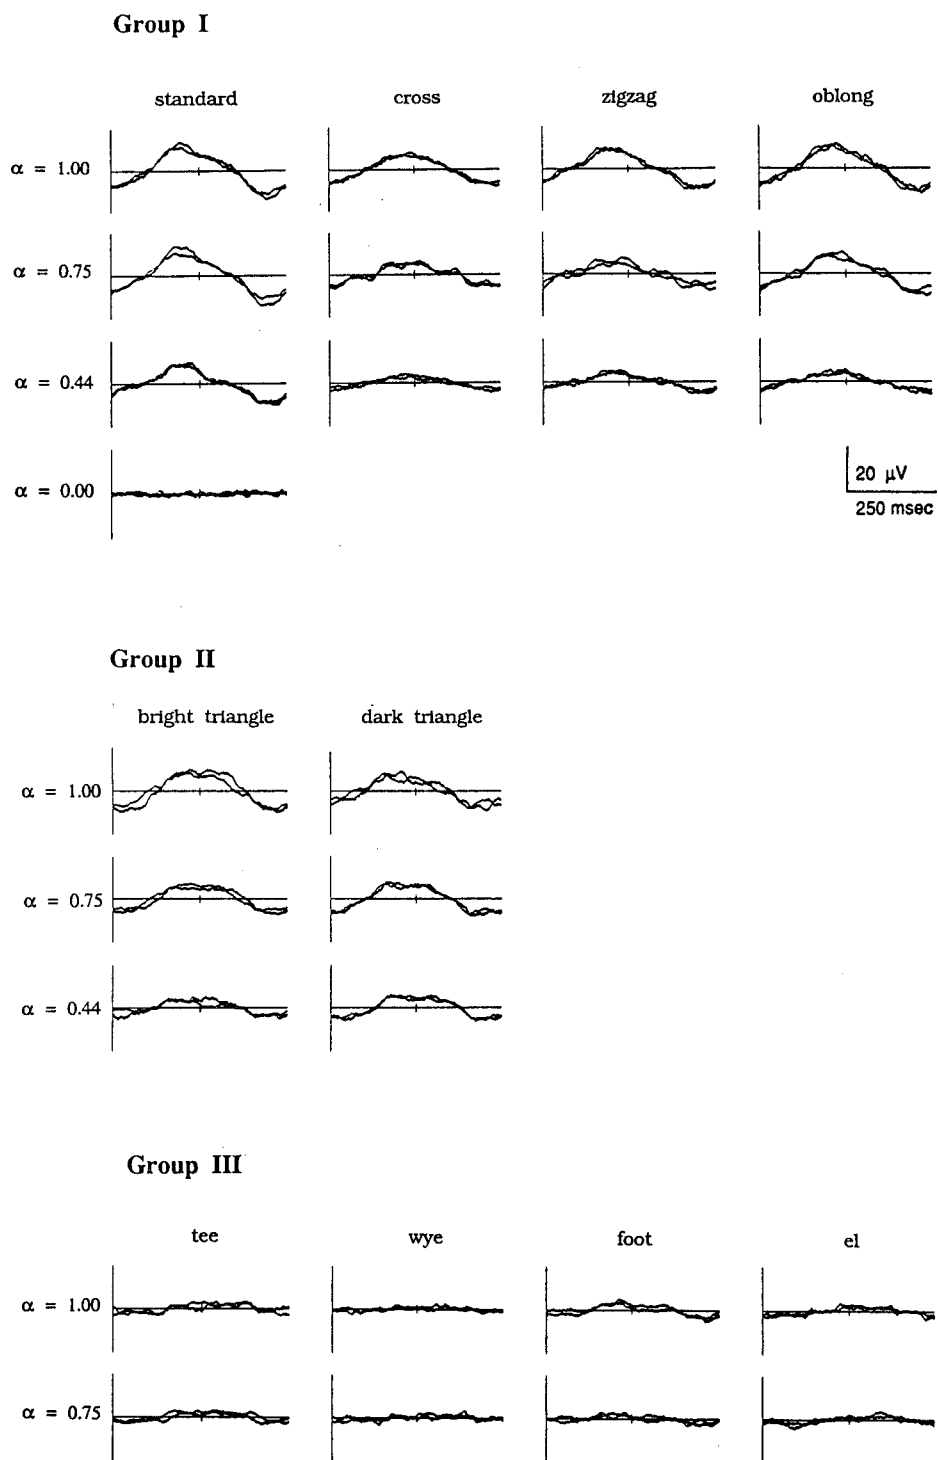 Group I
standard cross zigzag oblong
α = 1.00
α = 0.75
α = 0.44
α = 0.00
20 μV
250 msec
Group II
bright triangle dark triangle
α = 1.00
α = 0.75
α = 0.44
Group III
tee wye foot el
α = 1.00
α = 0.75